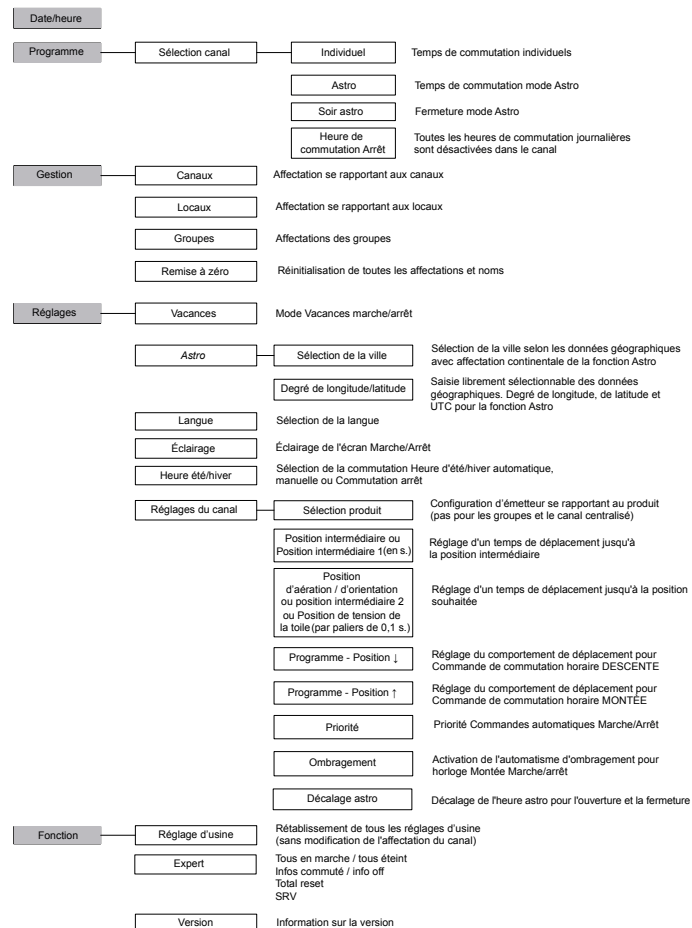 Date/heure
Programme
Sélection canal
Individuel
Temps de commutation individuels
Astro
Temps de commutation mode Astro
Soir astro
Fermeture mode Astro
Heure de
commutation Arrêt
Toutes les heures de commutation journalières
sont désactivées dans le canal
Gestion
Canaux
Affectation se rapportant aux canaux
Locaux
Affectation se rapportant aux locaux
Groupes
Affectations des groupes
Remise à zéro
Réinitialisation de toutes les affectations et noms
Réglages
Vacances
Mode Vacances marche/arrêt
Astro
Sélection de la ville
Sélection de la ville selon les données géographiques
avec affectation continentale de la fonction Astro
Degré de longitude/latitude
Saisie librement sélectionnable des données
géographiques. Degré de longitude, de latitude et
UTC pour la fonction Astro
Langue
Sélection de la langue
Éclairage
Éclairage de l'écran Marche/Arrêt
Heure été/hiver
Sélection de la commutation Heure d'été/hiver automatique,
manuelle ou Commutation arrêt
Réglages du canal
Sélection produit
Configuration d'émetteur se rapportant au produit
(pas pour les groupes et le canal centralisé)
Position intermédiaire ou
Position intermédiaire 1(en s.)
Réglage d'un temps de déplacement jusqu'à
la position intermédiaire
Position
d'aération / d'orientation
ou position intermédiaire 2
ou Position de tension de
la toile(par paliers de 0,1 s.)
Réglage d'un temps de déplacement jusqu'à la position
souhaitée
Programme - Position ↓
Réglage du comportement de déplacement pour
Commande de commutation horaire DESCENTE
Programme - Position ↑
Réglage du comportement de déplacement pour
Commande de commutation horaire MONTÉE
Priorité
Priorité Commandes automatiques Marche/Arrêt
Ombragement
Activation de l'automatisme d'ombragement pour
horloge Montée Marche/arrêt
Décalage astro
Décalage de l'heure astro pour l'ouverture et la fermeture
Fonction
Réglage d'usine
Rétablissement de tous les réglages d'usine
(sans modification de l'affectation du canal)
Expert
Tous en marche / tous éteint
Infos commuté / info off
Total reset
SRV
Version
Information sur la version